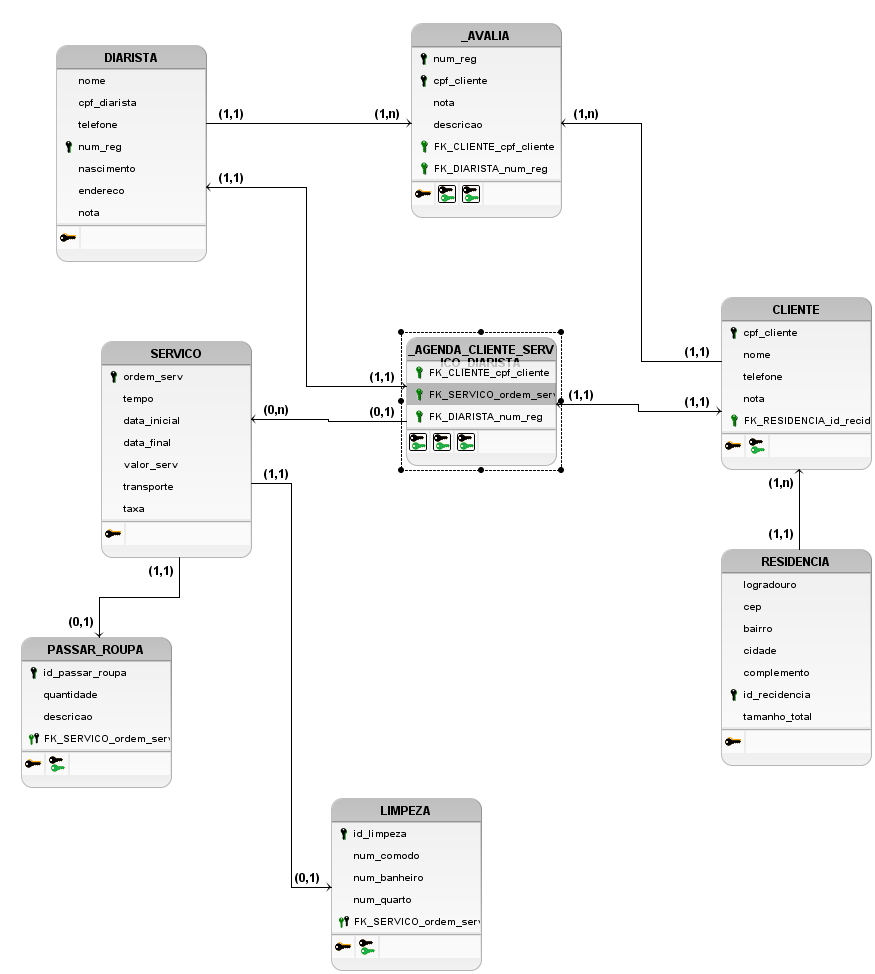 DIARISTA
nome
cpf_diarista
telefone
num_reg
nascimento
endereco
nota
(1,1)
(1,n)
_AVALIA
num_reg
cpf_cliente
nota
descricao
FK_CLIENTE_cpf_cliente
FK_DIARISTA_num_reg
(1,n)
(1,1)
(1,1)
CLIENTE
cpf_cliente
nome
telefone
nota
FK_RESIDENCIA_id_recid
(1,1)
(1,1)
_AGENDA_CLIENTE_SERV
ICO_DIARISTA
FK_CLIENTE_cpf_cliente
FK_SERVICO_ordem_serv
FK_DIARISTA_num_reg
(1,1)
(1,1)
(0,n)
(0,1)
SERVICO
ordem_serv
tempo
data_inicial
data_final
valor_serv
transporte
taxa
(1,1)
(1,1)
(0,1)
(1,n)
(1,1)
RESIDENCIA
logradouro
cep
bairro
cidade
complemento
id_recidencia
tamanho_total
PASSAR_ROUPA
id_passar_roupa
quantidade
descricao
FK_SERVICO_ordem_serv
(0,1)
LIMPEZA
id_limpeza
num_comodo
num_banheiro
num_quarto
FK_SERVICO_ordem_serv